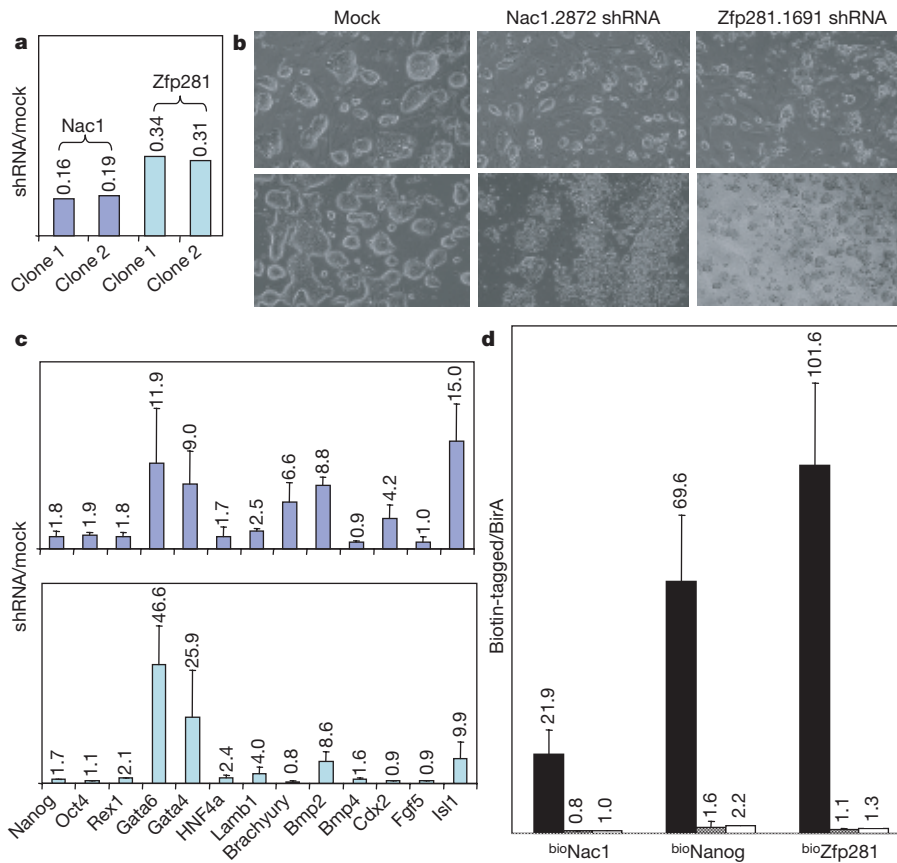 a
shRNA/mock
Nac1
Zfp281
0.16
0.19
0.34
0.31
Clone 1
Clone 2
Clone 1
Clone 2
b
Mock
Nac1.2872 shRNA
Zfp281.1691 shRNA
c
shRNA/mock
1.8
1.9
1.8
11.9
9.0
1.7
2.5
6.6
8.8
0.9
4.2
1.0
15.0
1.7
1.1
2.1
46.6
25.9
2.4
4.0
0.8
8.6
1.6
0.9
0.9
9.9
Nanog
Oct4
Rex1
Gata6
Gata4
HNF4a
Lamb1
Brachyury
Bmp2
Bmp4
Cdx2
Fgf5
Isl1
d
Biotin-tagged/BirA
21.9
0.8
1.0
69.6
1.6
2.2
101.6
1.1
1.3
bioNac1
bioNanog
bioZfp281